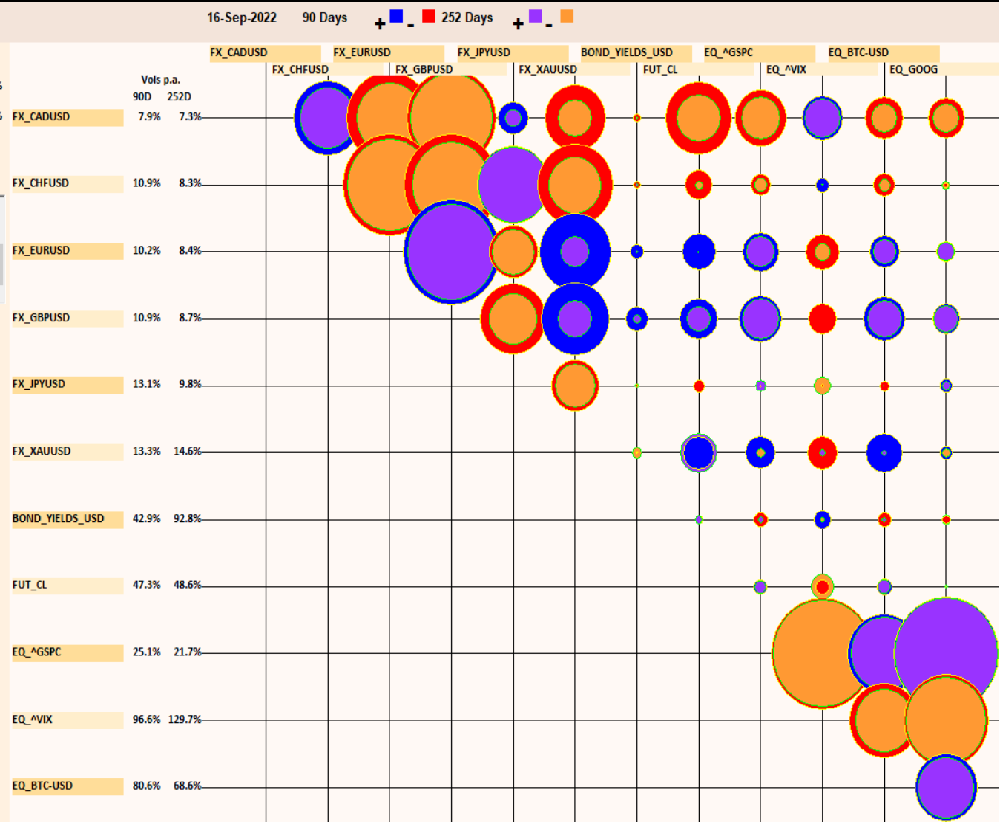 16-Sep-2022 90 Days + - 252 Days + -
FX_CADUSD FX_EURUSD FX_JPYUSD BOND_YIELDS_USD EQ_^GSPC EQ_BTC-USD
FX_CHFUSD FX_GBPUSD FX_XAUUSD FUT_CL EQ_^VIX EQ_GOOG
Vols p.a.
90D 252D
FX_CADUSD 7.9% 7.3%
FX_CHFUSD 10.9% 8.3%
FX_EURUSD 10.2% 8.4%
FX_GBPUSD 10.9% 8.7%
FX_JPYUSD 13.1% 9.8%
FX_XAUUSD 13.3% 14.6%
BOND_YIELDS_USD 42.9% 92.8%
FUT_CL 47.3% 48.6%
EQ_^GSPC 25.1% 21.7%
EQ_^VIX 96.6% 129.7%
EQ_BTC-USD 80.6% 68.6%